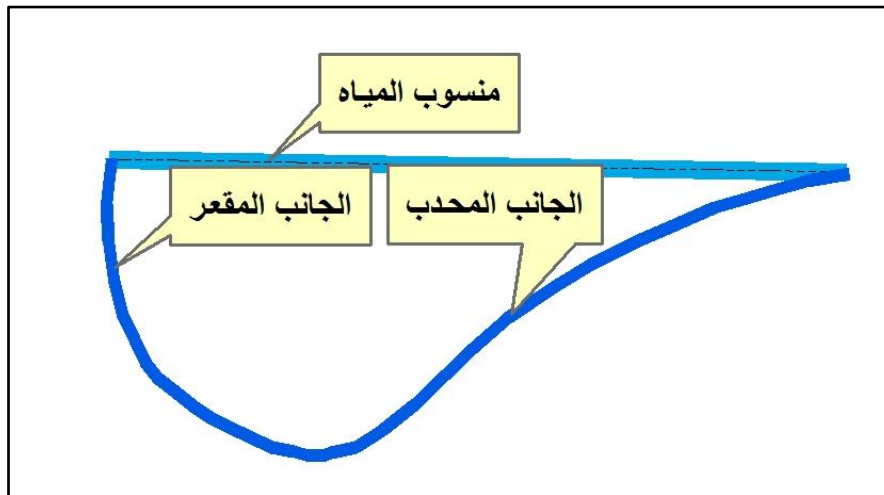 منسوب المياه
الجانب المحدب
الجانب المقعر